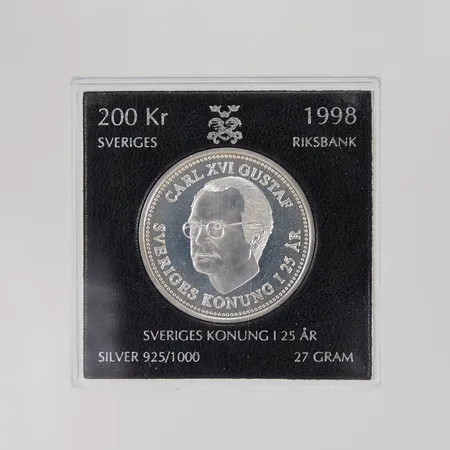 200 Kr 1998
SVERIGES RIKSBANK
CARL XVI GUSTAF
SVERIGES KONUNG I 25 ÅR
SVERIGES KONUNG I 25 ÅR
SILVER 925/1000 27 GRAM